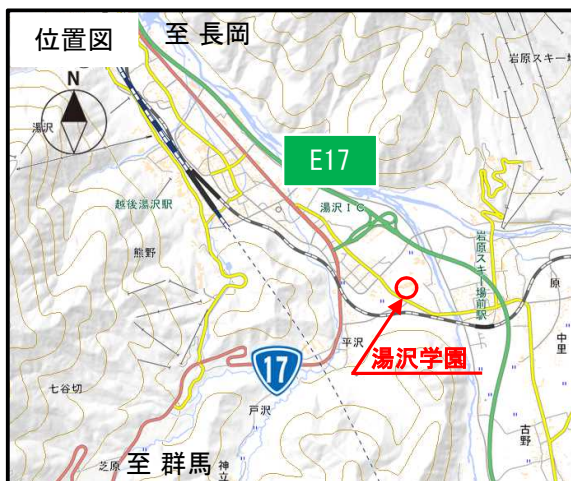 位置図
至 長岡
岩原スキー場
N
湯沢
E17
越後湯沢駅
湯沢IC
熊野
岩原スキー場前駅
原
平沢
湯沢学園
中里
七谷切
17
戸沢
古野
芝原
至 群馬
神立